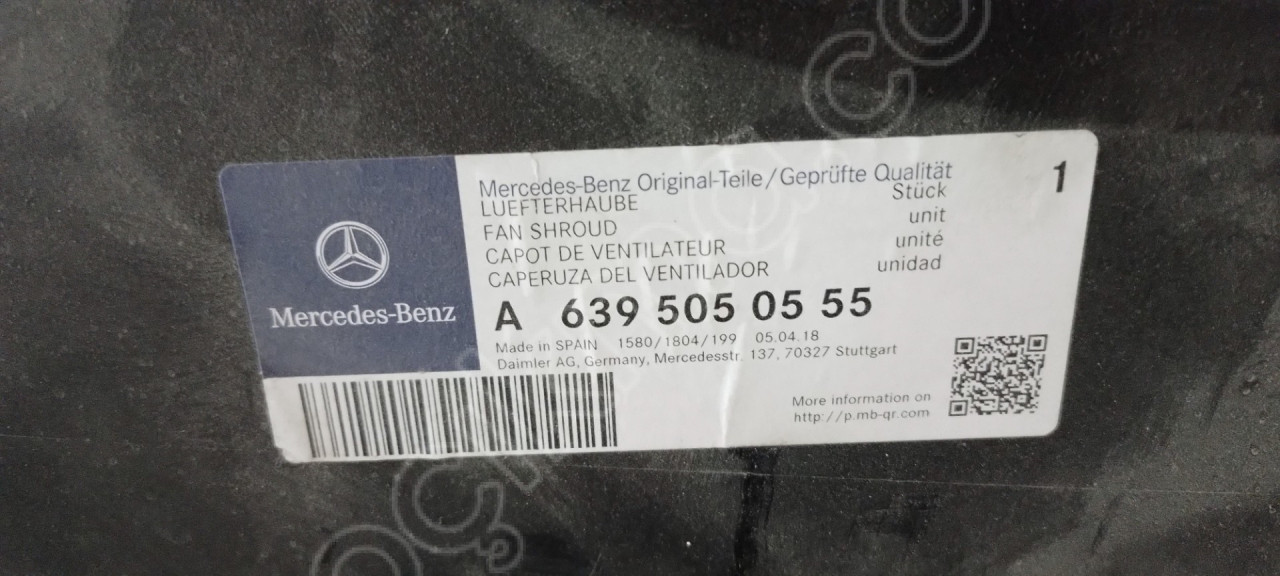 Mercedes-Benz
Mercedes-Benz Original-Teile/Geprüfte Qualität
LUEFTERHAUBE Stück 1
FAN SHROUD unit
CAPOT DE VENTILATEUR unité
CAPERUZA DEL VENTILADOR unidad
A 639 505 05 55
Made in SPAIN 1580/1804/199 05.04.18
Daimler AG, Germany, Mercedesstr. 137, 70327 Stuttgart
More information on
http://p.mb-qr.com